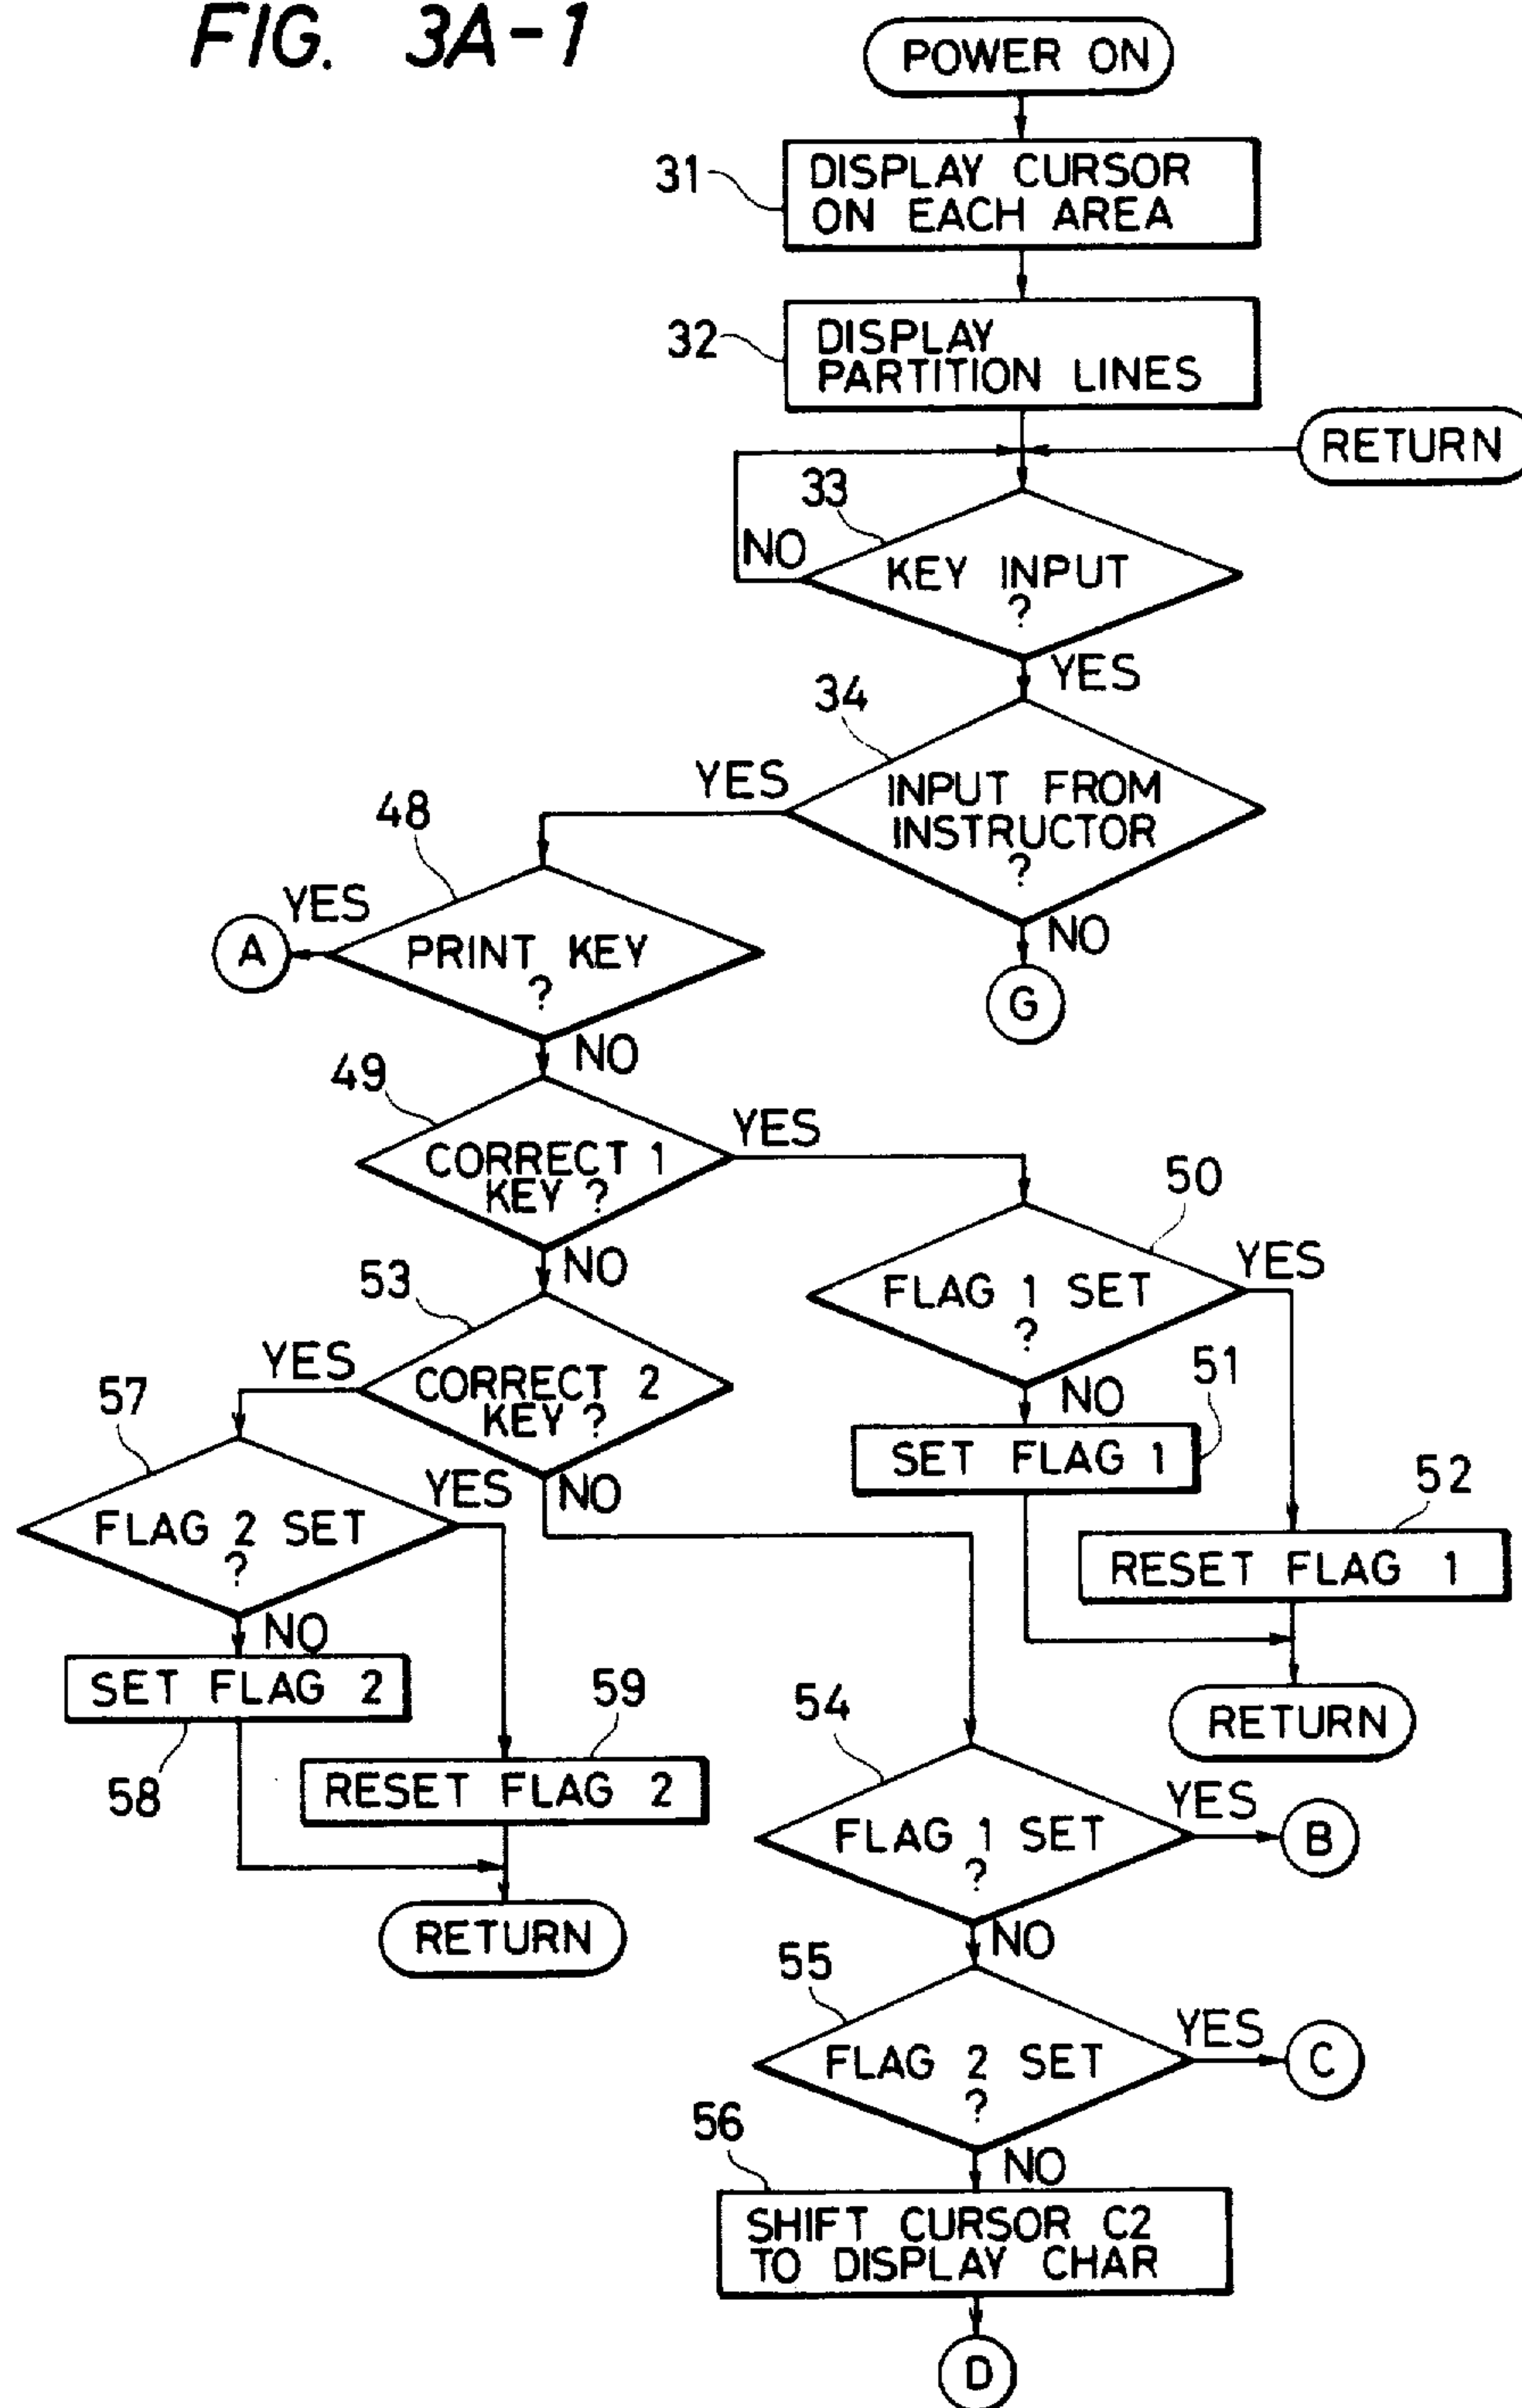 FIG. 3A-1
POWER ON
31
DISPLAY CURSOR
ON EACH AREA
32
DISPLAY
PARTITION LINES
RETURN
33
NO
KEY INPUT
?
YES
34
YES
INPUT FROM
INSTRUCTOR
?
48
YES
NO
A
PRINT KEY
?
G
NO
49
YES
CORRECT 1
KEY ?
50
NO
53
FLAG 1 SET
?
YES
YES
CORRECT 2
KEY ?
51
NO
57
SET FLAG 1
YES
NO
52
FLAG 2 SET
?
RESET FLAG 1
NO
SET FLAG 2
59
54
RETURN
58
RESET FLAG 2
YES
FLAG 1 SET
?
B
RETURN
NO
55
YES
FLAG 2 SET
?
C
56
NO
SHIFT CURSOR C2
TO DISPLAY CHAR
D